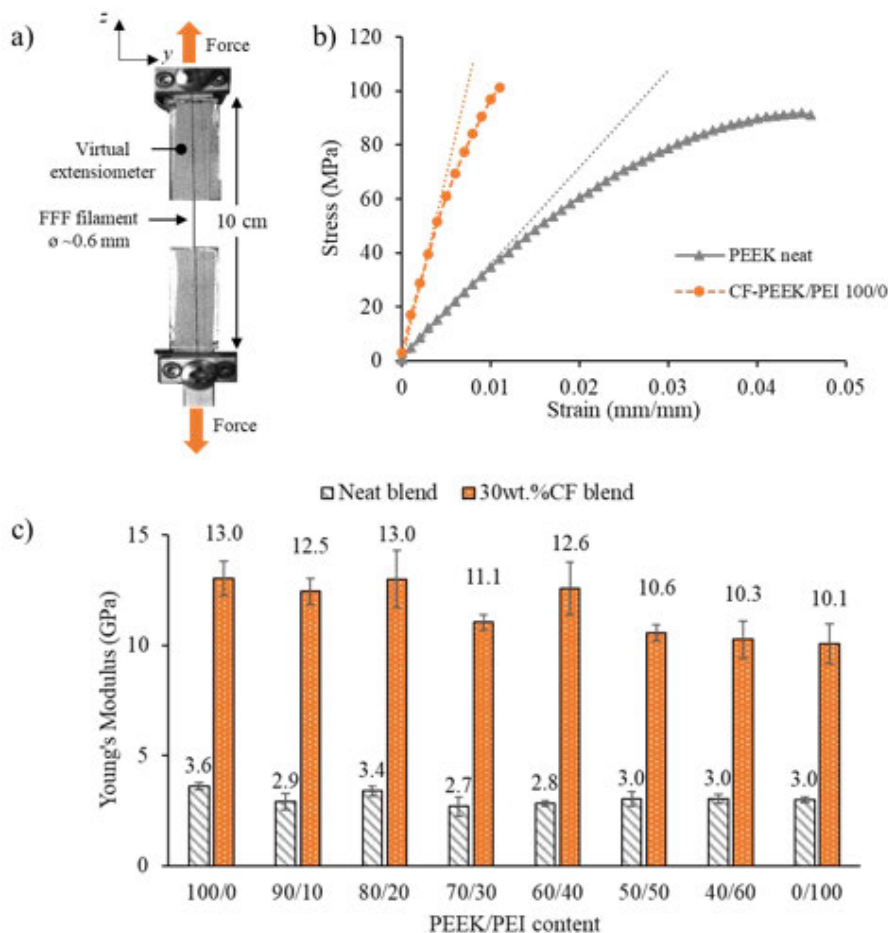 a)
z
y
Force
Virtual
extensiometer
FFF filament
ø ~0.6 mm
10 cm
Force
b)
Stress (MPa)
120
100
80
60
40
20
0
0
0.01
0.02
0.03
0.04
0.05
Strain (mm/mm)
PEEK neat
CF-PEEK/PEI 100/0
c)
Neat blend
30wt.%CF blend
Young's Modulus (GPa)
15
10
5
0
13.0
12.5
13.0
11.1
12.6
10.6
10.3
10.1
3.6
2.9
3.4
2.7
2.8
3.0
3.0
3.0
100/0
90/10
80/20
70/30
60/40
50/50
40/60
0/100
PEEK/PEI content